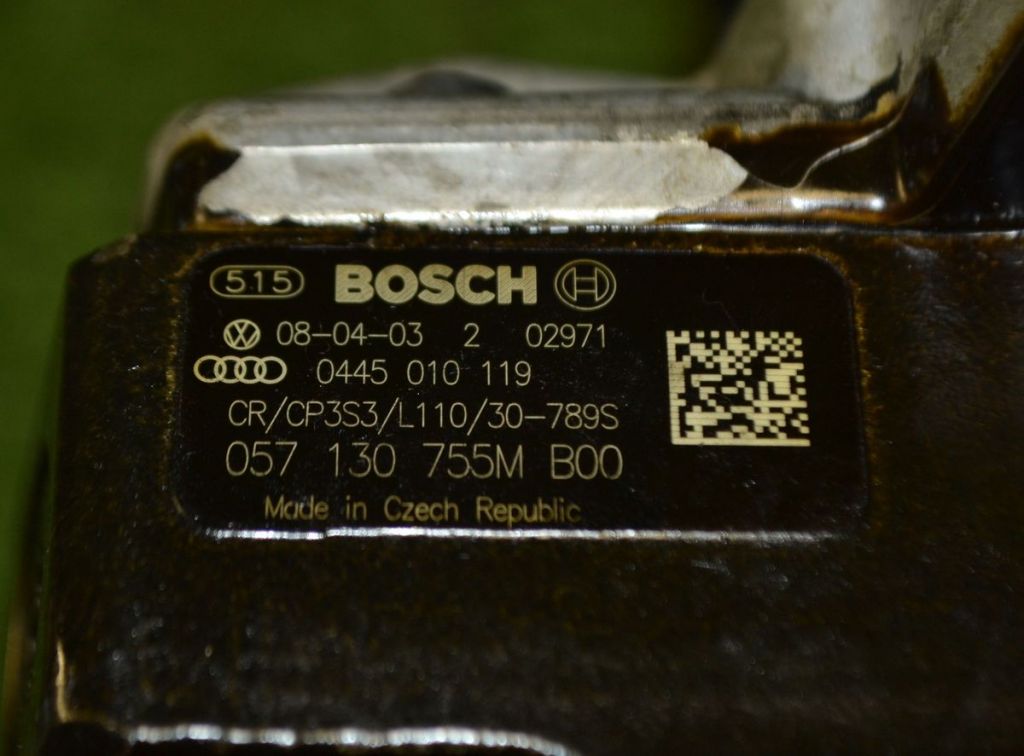 515 BOSCH
08-04-03 2 02971
0445 010 119
CR/CP3S3/L110/30-789S
057 130 755M B00
Made in Czech Republic